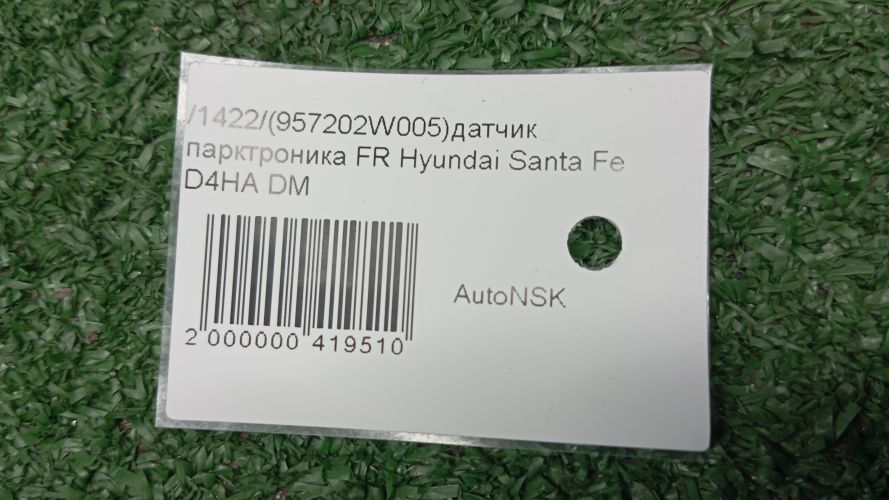 /1422/(957202W005)датчик
парктроника FR Hyundai Santa Fe
D4HA DM
AutoNSK
2 000000 419510